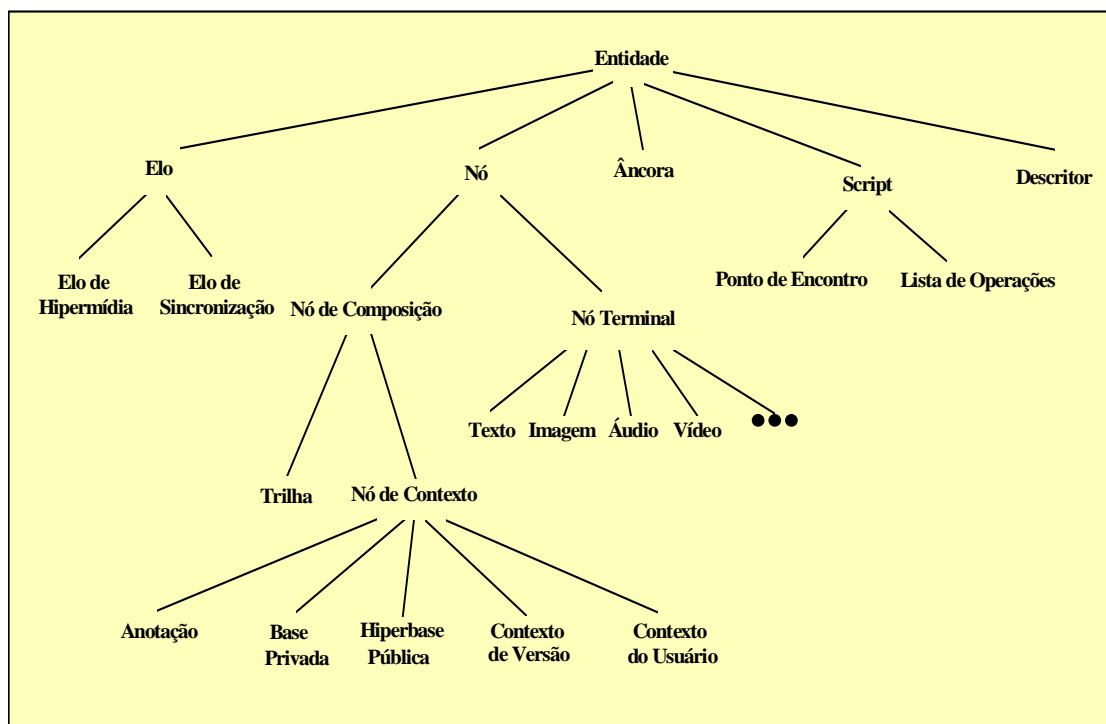 Entidade
Elo
Nó
Âncora
Script
Descritor
Elo de
Hipermídia
Elo de
Sincronização
Nó de Composição
Nó Terminal
Ponto de Encontro
Lista de Operações
Texto
Imagem
Áudio
Vídeo
Trilha
Nó de Contexto
Anotação
Base
Privada
Hiperbase
Pública
Contexto
de Versão
Contexto
do Usuário